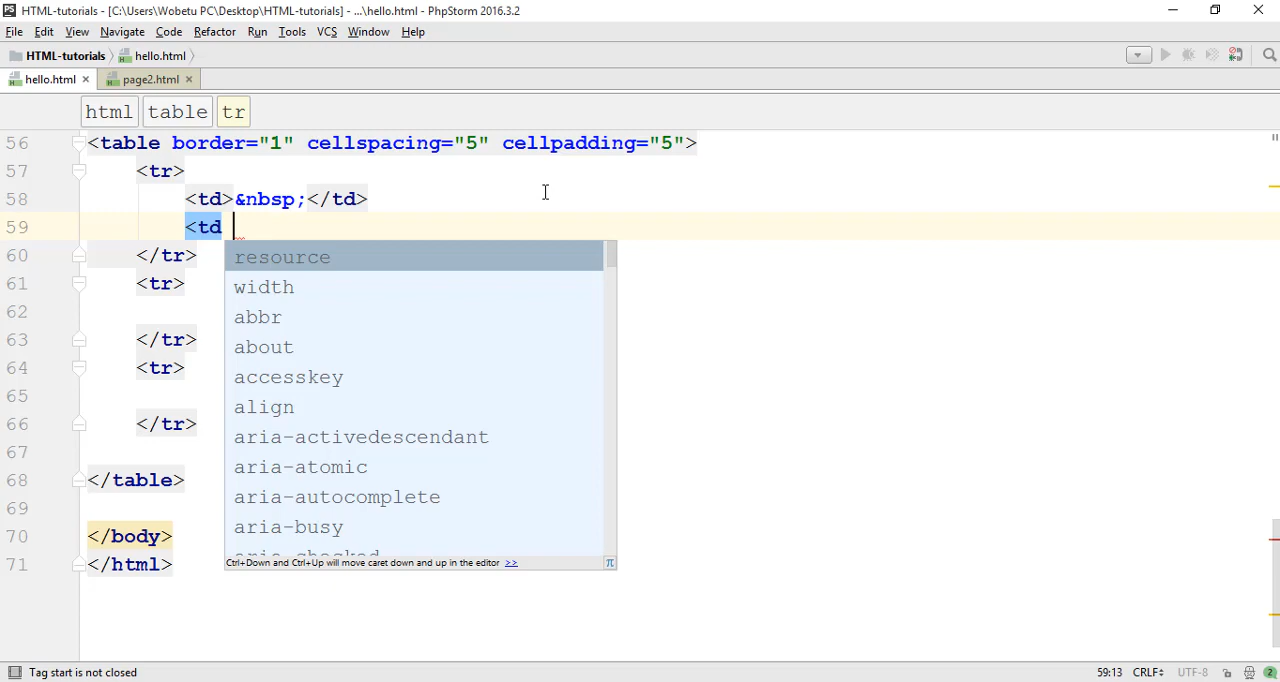 PS HTML-tutorials - [C:\Users\Wobetu PC\Desktop\HTML-tutorials] - ...\hello.html - PhpStorm 2016.3.2
File Edit View Navigate Code Refactor Run Tools VCS Window Help
HTML-tutorials hello.html
hello.html page2.html
html table tr
56 <table border="1" cellspacing="5" cellpadding="5">
57 <tr>
58 <td>&nbsp;</td>
59 <td
60 </tr>
61 <tr>
62
63 </tr>
64 <tr>
65
66 </tr>
67
68 </table>
69
70 </body>
71 </html>
resource
width
abbr
about
accesskey
align
aria-activedescendant
aria-atomic
aria-autocomplete
aria-busy
aria-checked
Ctrl+Down and Ctrl+Up will move caret down and up in the editor >> π
Tag start is not closed 59:13 CRLF UTF-8 2